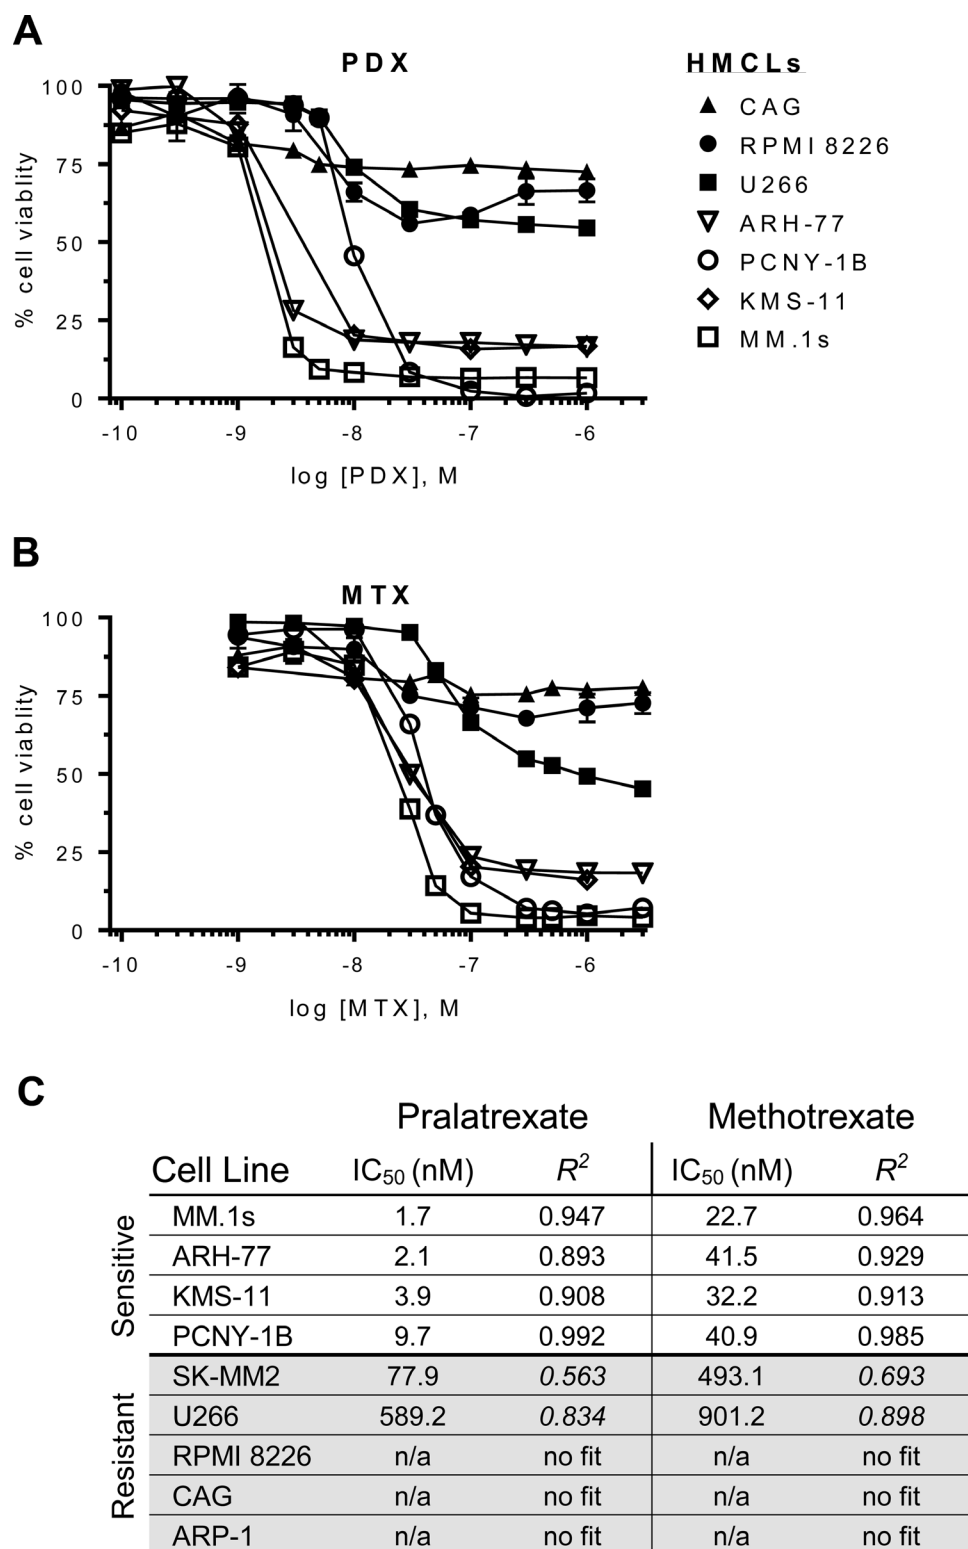 A
PDX
HMCLs
CAG
RPMI 8226
U266
ARH-77
PCNY-1B
KMS-11
MM.1s
% cell viablity
100
75
50
25
0
-10 -9 -8 -7 -6
log [PDX], M
B
MTX
% cell viablity
100
75
50
25
0
-10 -9 -8 -7 -6
log [MTX], M
C
Pralatrexate Methotrexate
Cell Line IC50 (nM) R2 IC50 (nM) R2
Sensitive
MM.1s 1.7 0.947 22.7 0.964
ARH-77 2.1 0.893 41.5 0.929
KMS-11 3.9 0.908 32.2 0.913
PCNY-1B 9.7 0.992 40.9 0.985
Resistant
SK-MM2 77.9 0.563 493.1 0.693
U266 589.2 0.834 901.2 0.898
RPMI 8226 n/a no fit n/a no fit
CAG n/a no fit n/a no fit
ARP-1 n/a no fit n/a no fit